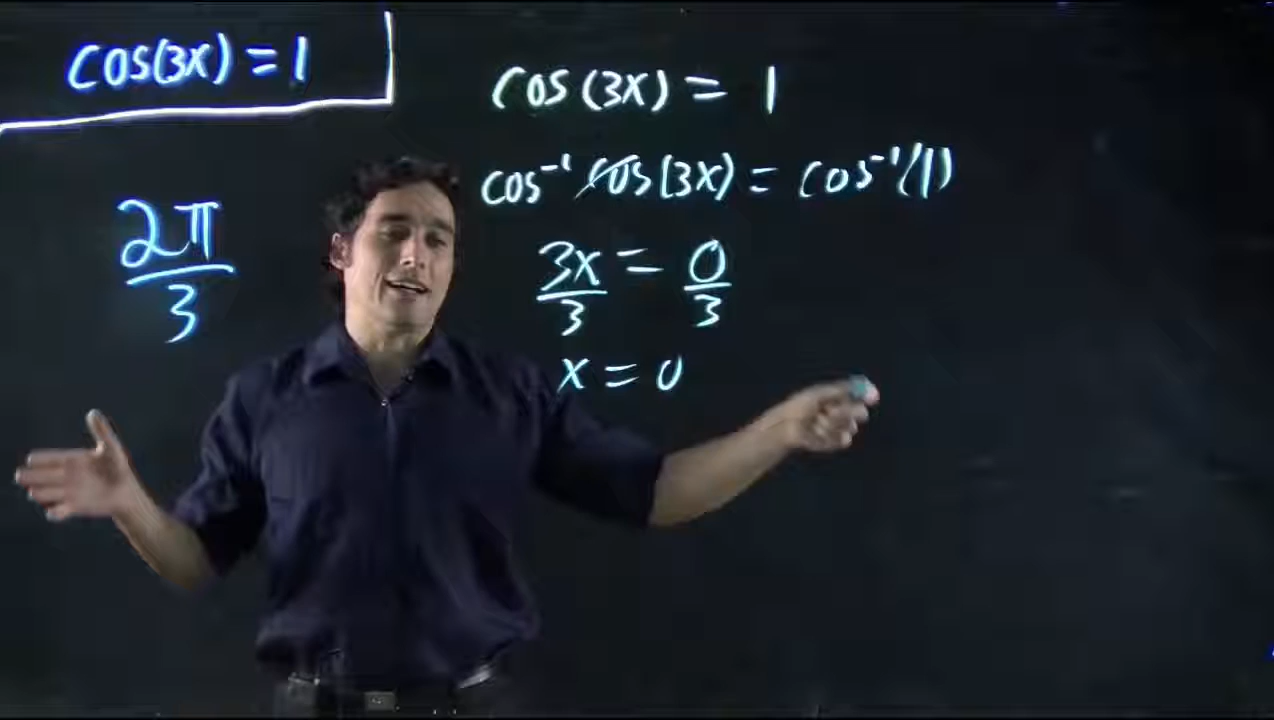 cos(3x) = 1
2π/3
cos(3x) = 1
cos⁻¹ cos(3x) = cos⁻¹(1)
3x/3 = 0/3
x = 0